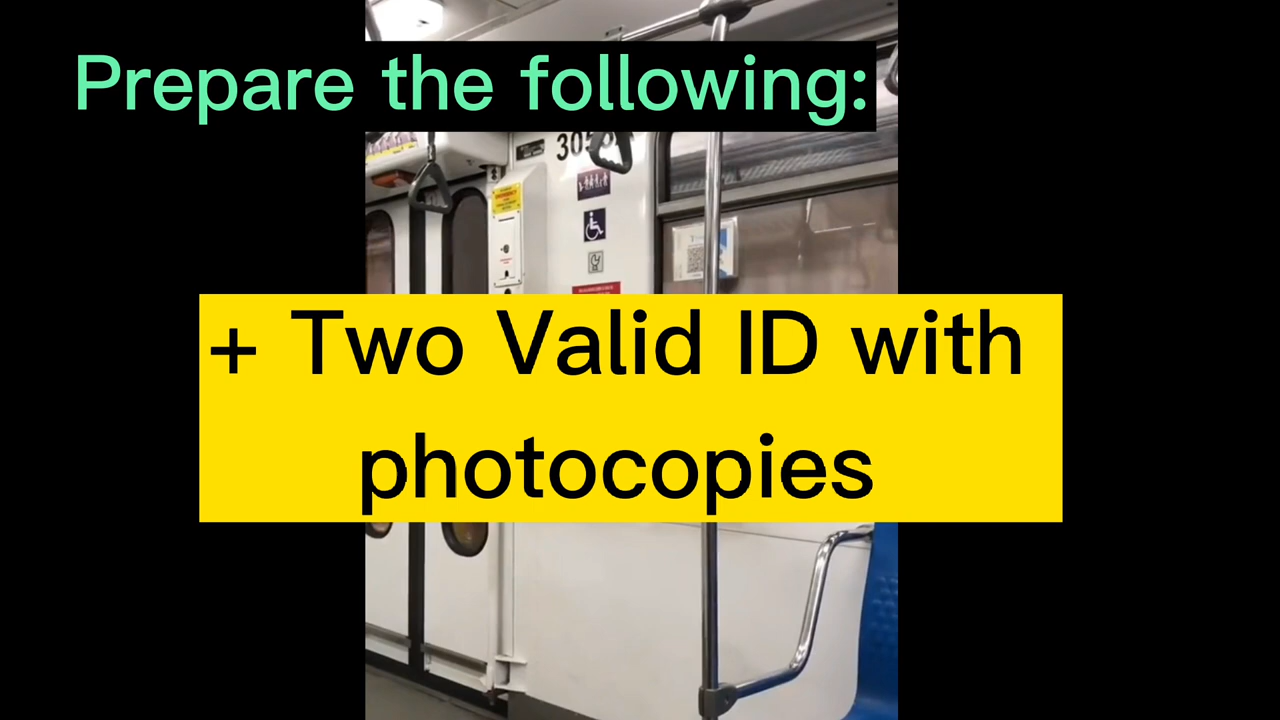 Prepare the following:
+ Two Valid ID with
photocopies